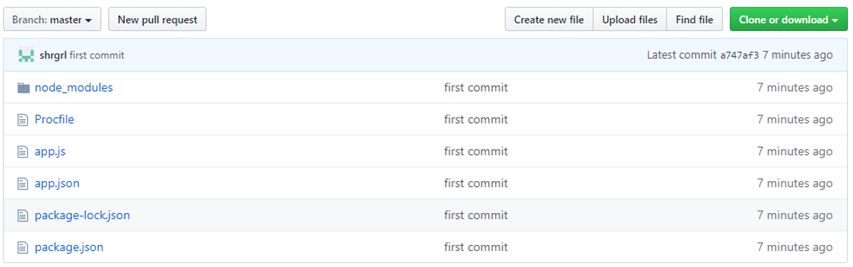 Branch: master New pull request Create new file Upload files Find file Clone or download
shrgrl first commit Latest commit a747af3 7 minutes ago
node_modules first commit 7 minutes ago
Procfile first commit 7 minutes ago
app.js first commit 7 minutes ago
app.json first commit 7 minutes ago
package-lock.json first commit 7 minutes ago
package.json first commit 7 minutes ago